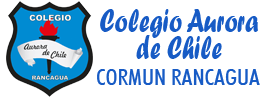 COLEGIO
Aurora
de Chile
RANCAGUA
Colegio Aurora
de Chile
CORMUN RANCAGUA